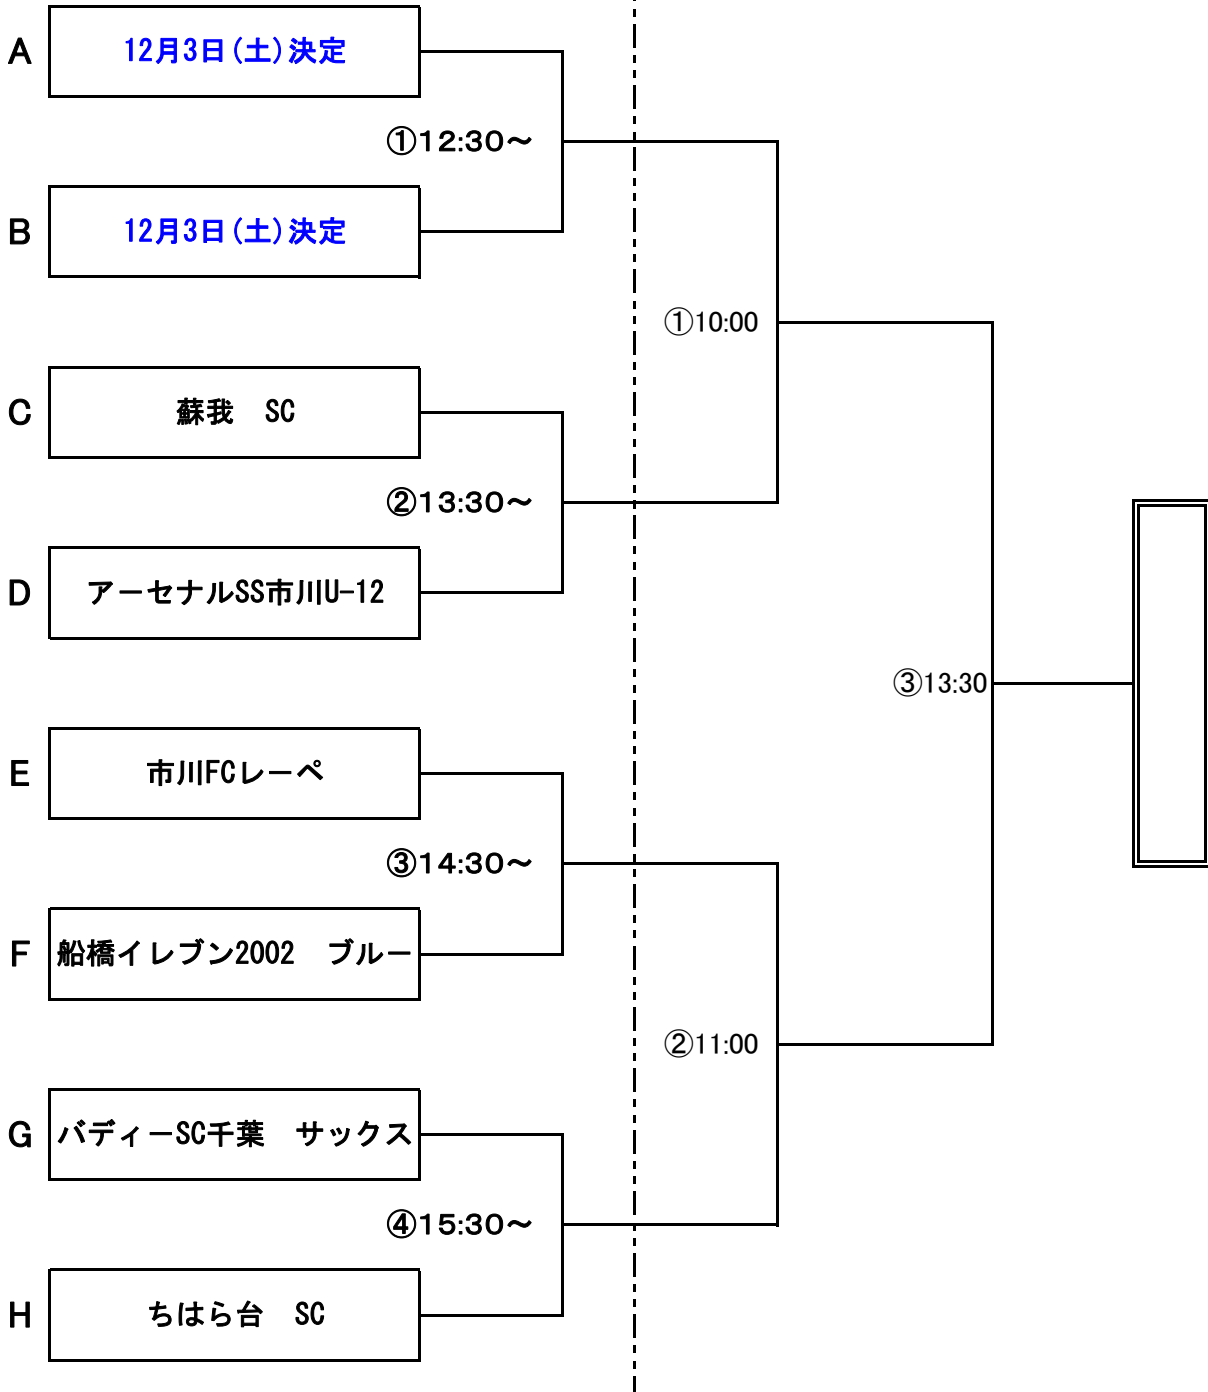 A
12月3日(土)決定
①12:30～
B
12月3日(土)決定
①10:00
C
蘇我　SC
②13:30～
D
アーセナルSS市川U-12
③13:30
E
市川FCレーペ
③14:30～
F
船橋イレブン2002　ブルー
②11:00
G
バディーSC千葉　サックス
④15:30～
H
ちはら台　SC